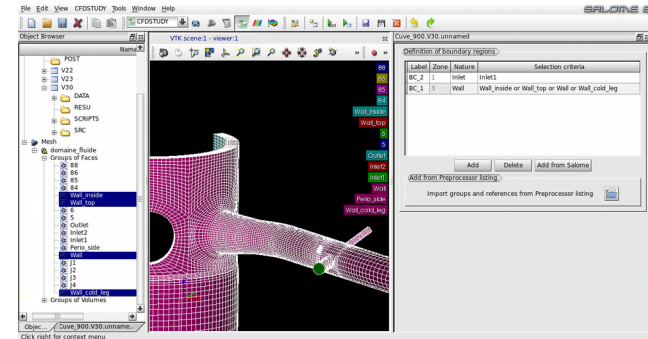 File Edit View CFDSTUDY Tools Window Help
SALOME 6
CFDSTUDY
Object Browser
VTK scene:1 - viewer:1
Cuve_900.V30.unnamed
Name
POST
V22
V23
V30
DATA
RESU
SCRIPTS
SRC
Mesh
domaine_fluide
Groups of Faces
88
86
85
84
Wall_inside
Wall_top
6
5
Outlet
Inlet2
Inlet1
Perio_side
Wall
J1
J2
J3
J4
Wall_cold_leg
Groups of Volumes
Objec...
Cuve_900.V30.unname...
Click right for context menu
88
86
85
84
Wall_inside
Wall_top
6
5
Outlet
Inlet2
Inlet1
Wall
Perio_side
Wall_cold_leg
Definition of boundary regions
Label Zone Nature Selection criteria
BC_2 1 Inlet Inlet1
BC_1 3 Wall Wall_inside or Wall_top or Wall or Wall_cold_leg
Add Delete Add from Salome
Add from Preprocessor listing
Import groups and references from Preprocessor listing